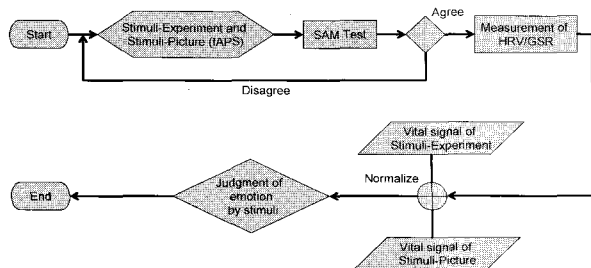 Start
Stimuli-Experiment and
Stimuli-Picture (IAPS)
SAM Test
Agree
Measurement of
HRV/GSR
Disagree
Vital signal of
Stimuli-Experiment
Normalize
Judgment of
emotion
by stimuli
End
Vital signal of
Stimuli-Picture